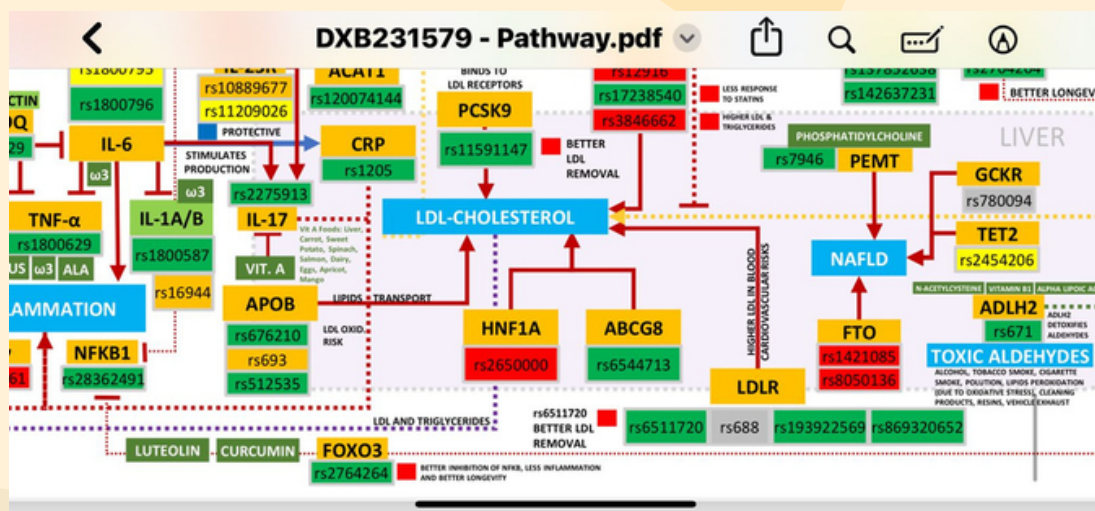 DXB231579 - Pathway.pdf
rs1800795
rs1800796
IL-6
ω3
rs10889677
rs11209026
PROTECTIVE
STIMULATES
PRODUCTION
ACAT1
rs120074144
CRP
rs1205
rs2275913
IL-17
VIT. A
Vit A Foods: Liver,
Carrot, Sweet
Potato, Spinach,
Salmon, Dairy,
Eggs, Apricot,
Mango
TNF-α
rs1800629
US
ω3
ALA
ω3
IL-1A/B
rs1800587
rs16944
AMMATION
NFKB1
rs28362491
61
29
CTIN
OQ
BINDS TO
LDL RECEPTORS
PCSK9
rs11591147
BETTER
LDL
REMOVAL
rs12916
rs17238540
rs3846662
LESS RESPONSE
TO STATINS
HIGHER LDL &
TRIGLYCERIDES
LDL-CHOLESTEROL
APOB
rs676210
rs693
rs512535
LIPIDS TRANSPORT
LDL OXID.
RISK
HNF1A
rs2650000
ABCG8
rs6544713
HIGHER LDL IN BLOOD
CARDIOVASCULAR RISKS
LDLR
rs6511720
BETTER LDL
REMOVAL
rs6511720
rs688
rs193922569
rs869320652
LDL AND TRIGLYCERIDES
LUTEOLIN
CURCUMIN
FOXO3
rs2764264
BETTER INHIBITION OF NFKB, LESS INFLAMMATION
AND BETTER LONGEVITY
rs142637231
BETTER LONGEV
LIVER
PHOSPHATIDYLCHOLINE
rs7946
PEMT
GCKR
rs780094
TET2
rs2454206
NAFLD
FTO
rs1421085
rs8050136
N-ACETYLCYSTEINE
VITAMIN B1
ALPHA LIPOIC AC
ADLH2
rs671
ADLH2
DETOXIFIES
ALDEHYDES
TOXIC ALDEHYDES
ALCOHOL, TOBACCO SMOKE, CIGARETTE
SMOKE, POLUTION, LIPIDS PEROXIDATION
(DUE TO OXIDATIVE STRESS), CLEANING
PRODUCTS, RESINS, VEHICLE EXHAUST